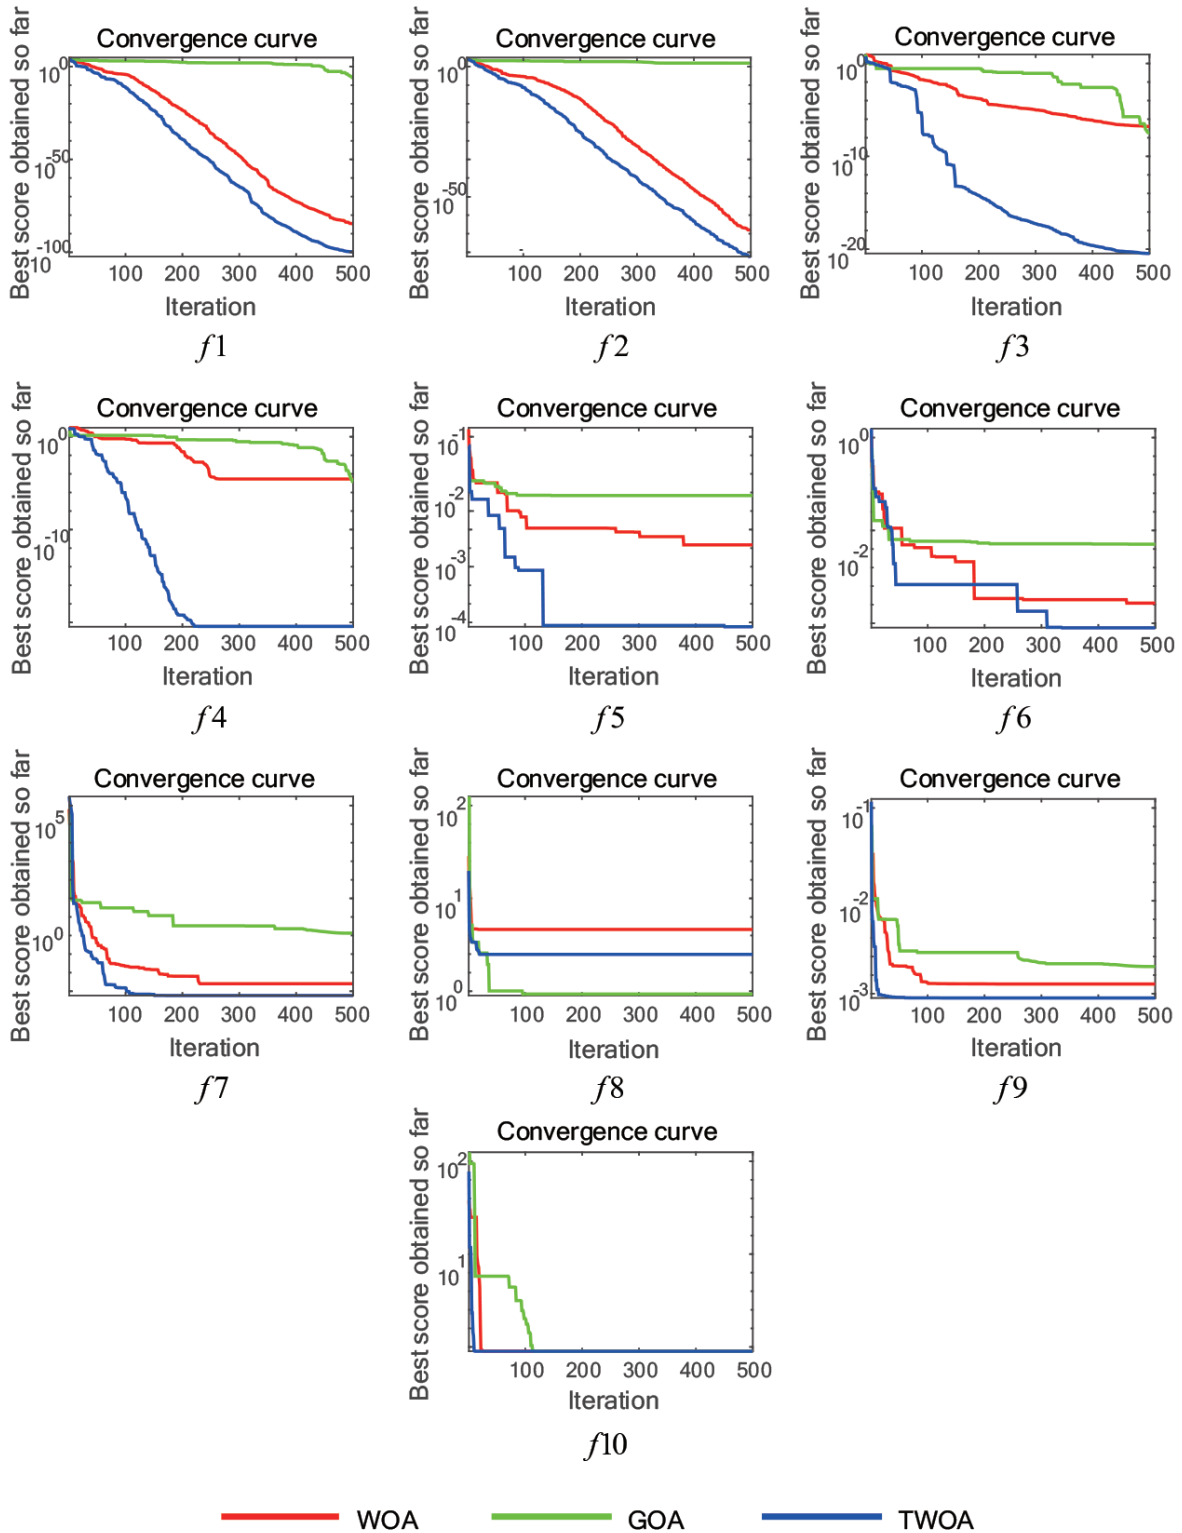 Convergence curve
Best score obtained so far
10^0
10^-50
10^-100
100 200 300 400 500
Iteration
f1
Convergence curve
Best score obtained so far
10^0
10^-50
100 200 300 400 500
Iteration
f2
Convergence curve
Best score obtained so far
10^0
10^-10
10^-20
100 200 300 400 500
Iteration
f3
Convergence curve
Best score obtained so far
10^0
10^-10
100 200 300 400 500
Iteration
f4
Convergence curve
Best score obtained so far
10^-1
10^-2
10^-3
10^-4
100 200 300 400 500
Iteration
f5
Convergence curve
Best score obtained so far
10^0
10^-2
100 200 300 400 500
Iteration
f6
Convergence curve
Best score obtained so far
10^5
10^0
100 200 300 400 500
Iteration
f7
Convergence curve
Best score obtained so far
10^2
10^1
10^0
100 200 300 400 500
Iteration
f8
Convergence curve
Best score obtained so far
10^-1
10^-2
10^-3
100 200 300 400 500
Iteration
f9
Convergence curve
Best score obtained so far
10^2
10^1
100 200 300 400 500
Iteration
f10
WOA GOA TWOA